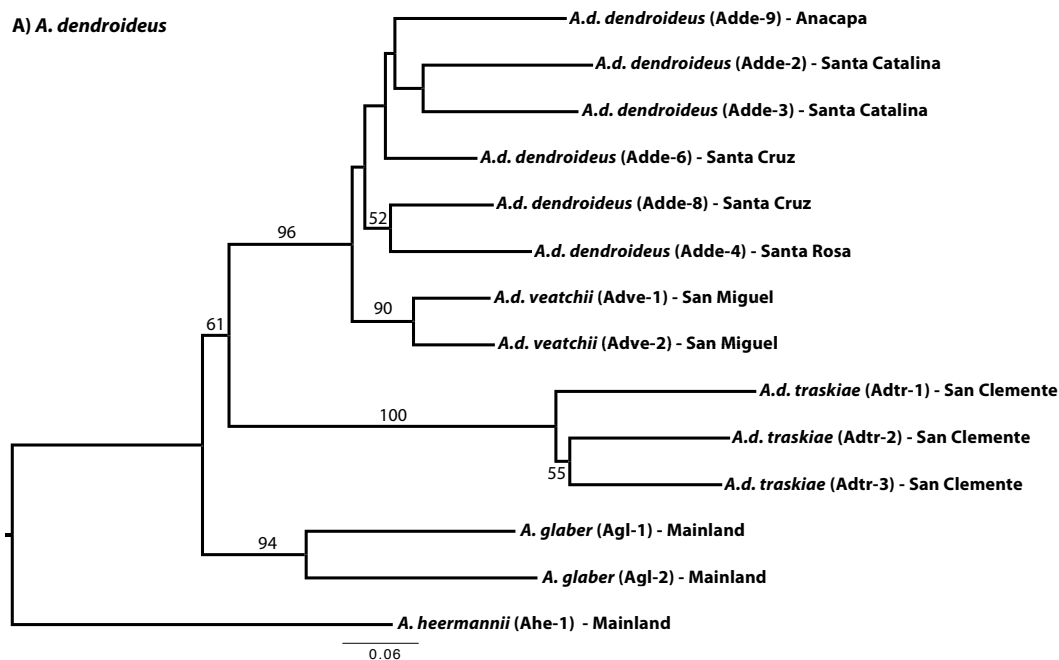 A) A. dendroideus
A.d. dendroideus (Adde-9) - Anacapa
A.d. dendroideus (Adde-2) - Santa Catalina
A.d. dendroideus (Adde-3) - Santa Catalina
A.d. dendroideus (Adde-6) - Santa Cruz
A.d. dendroideus (Adde-8) - Santa Cruz
52
96
A.d. dendroideus (Adde-4) - Santa Rosa
A.d. veatchii (Adve-1) - San Miguel
90
61
A.d. veatchii (Adve-2) - San Miguel
A.d. traskiae (Adtr-1) - San Clemente
100
A.d. traskiae (Adtr-2) - San Clemente
55
A.d. traskiae (Adtr-3) - San Clemente
A. glaber (Agl-1) - Mainland
94
A. glaber (Agl-2) - Mainland
A. heermannii (Ahe-1) - Mainland
0.06